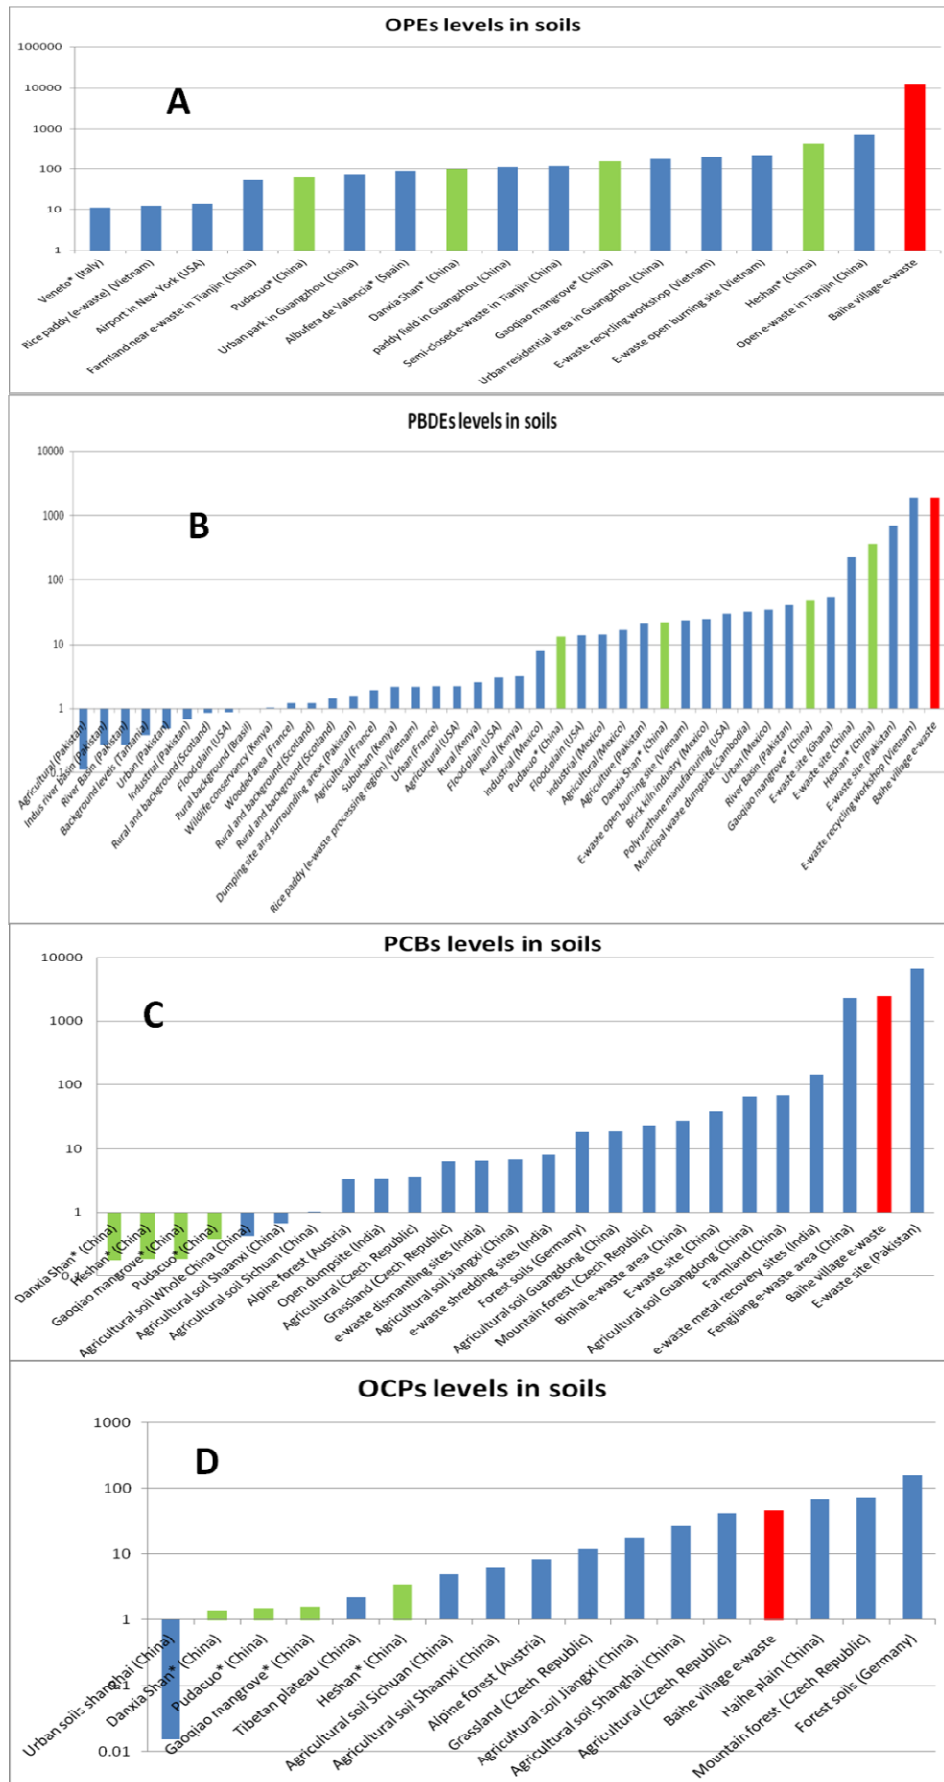 OPEs levels in soils
A
100000
10000
1000
100
10
1
Veneto* (Italy)
Rice paddy (e-waste) (Vietnam)
Airport in New York (USA)
Farmland near e-waste in Tianjin (China)
Pudacuo* (China)
Urban park in Guangzhou (China)
Albufera de Valencia* (Spain)
Danxia Shan* (China)
paddy field in Guangzhou (China)
Semi-closed e-waste in Tianjin (China)
Gaoqiao mangrove* (China)
Urban residential area in Guangzhou (China)
E-waste recycling workshop (Vietnam)
E-waste open burning site (Vietnam)
Heshan* (China)
Open e-waste in Tianjin (China)
Baihe village e-waste
PBDEs levels in soils
B
10000
1000
100
10
1
Agricultural (Pakistan)
Indus river Basin (Pakistan)
River Basin (Pakistan)
Background levels (Tanzania)
Urban (Pakistan)
Industrial (Pakistan)
Rural and background (Scotland)
Floodplain (USA)
Rural background (Brasil)
Wildlife conservancy (Kenya)
Wooded area (France)
Rural and background (Scotland)
Rural and background (Scotland)
Dumping site and surrounding areas (Pakistan)
Agricultural (France)
Suburban (Kenya)
Rice paddy (e-waste processing region) (Vietnam)
Urban (France)
Agricultural (USA)
Rural (Kenya)
Floodplain (USA)
Rural (Kenya)
Industrial (Mexico)
Pudacuo* (China)
Floodplain (USA)
Industrial (Mexico)
Agricultural (Mexico)
Agriculture (Pakistan)
Danxia Shan* (China)
E-waste open burning site (Vietnam)
Brick kiln industry (Mexico)
Polyurethane manufacturing (USA)
Municipal waste dumpsite (Cambodia)
Urban (Mexico)
River Basin (Pakistan)
Gaoqiao mangrove* (China)
E-waste site (Ghana)
E-waste site (China)
Heshan* (China)
E-waste site (Pakistan)
E-waste recycling workshop (Vietnam)
Baihe village e-waste
PCBs levels in soils
C
10000
1000
100
10
1
Danxia Shan* (China)
Heshan* (China)
Gaoqiao mangrove* (China)
Pudacuo* (China)
Agricultural soil Whole China (China)
Agricultural soil Shaanxi (China)
Agricultural soil Sichuan (China)
Alpine forest (Austria)
Open dumpsite (India)
Agricultural (Czech Republic)
Grassland (Czech Republic)
e-waste dismantling sites (India)
Agricultural soil Jiangxi (China)
e-waste shredding sites (India)
Forest soils (Germany)
Agricultural soil Guangdong (China)
Mountain forest (Czech Republic)
Binhai e-waste area (China)
E-waste site (China)
Agricultural soil Guangdong (China)
Farmland (China)
e-waste metal recovery sites (India)
Fengjiang e-waste area (China)
Baihe village e-waste
E-waste site (Pakistan)
OCPs levels in soils
D
1000
100
10
1
0.1
0.01
Urban soils shanghai (China)
Danxia Shan* (China)
Pudacuo* (China)
Gaoqiao mangrove* (China)
Tibetan plateau (China)
Heshan* (China)
Agricultural soil Sichuan (China)
Agricultural soil Shaanxi (China)
Alpine forest (Austria)
Grassland (Czech Republic)
Agricultural soil Jiangxi (China)
Agricultural soil Shanghai (China)
Agricultural (Czech Republic)
Baihe village e-waste
Naihe plain (China)
Mountain forest (Czech Republic)
Forest soils (Germany)